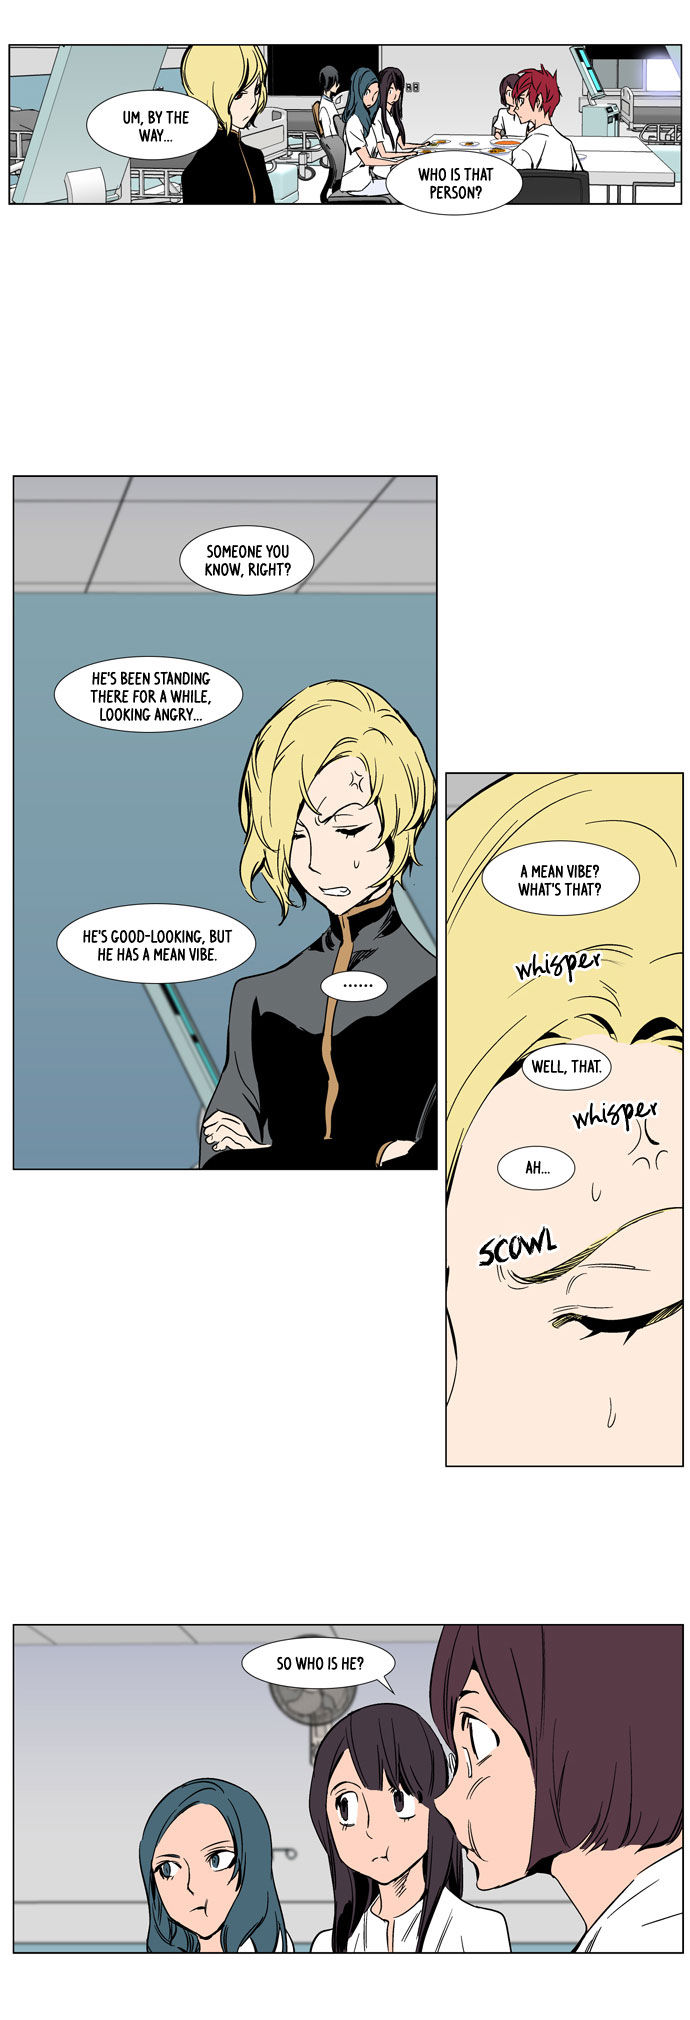 UM, BY THE
WAY...
WHO IS THAT
PERSON?
SOMEONE YOU
KNOW, RIGHT?
HE'S BEEN STANDING
THERE FOR A WHILE,
LOOKING ANGRY...
HE'S GOOD-LOOKING, BUT
HE HAS A MEAN VIBE.
......
A MEAN VIBE?
WHAT'S THAT?
whisper
WELL, THAT.
whisper
AH...
SCOWL
SO WHO IS HE?